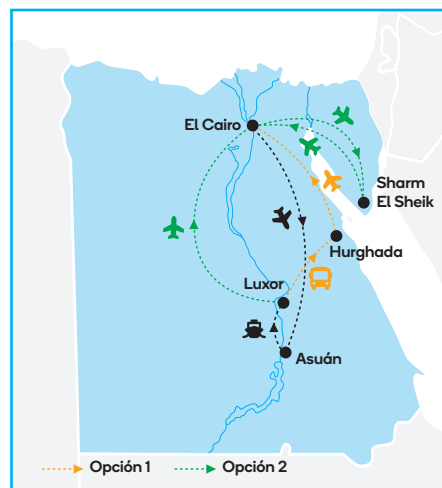 El Cairo
Sharm
El Sheik
Hurghada
Luxor
Asuán
Opción 1
Opción 2